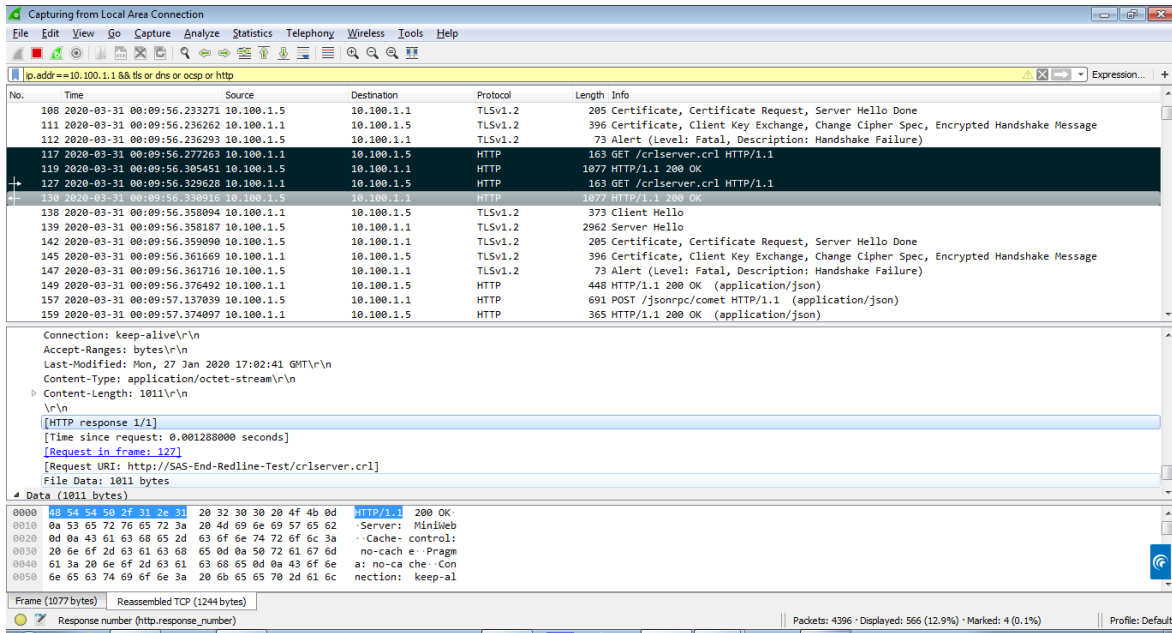 Capturing from Local Area Connection
File Edit View Go Capture Analyze Statistics Telephony Wireless Tools Help
ip.addr==10.100.1.1 && tls or dns or ocsp or http Expression... +
No. Time Source Destination Protocol Length Info
108 2020-03-31 00:09:56.233271 10.100.1.5 10.100.1.1 TLSv1.2 205 Certificate, Certificate Request, Server Hello Done
111 2020-03-31 00:09:56.236262 10.100.1.1 10.100.1.5 TLSv1.2 396 Certificate, Client Key Exchange, Change Cipher Spec, Encrypted Handshake Message
112 2020-03-31 00:09:56.236293 10.100.1.5 10.100.1.1 TLSv1.2 73 Alert (Level: Fatal, Description: Handshake Failure)
117 2020-03-31 00:09:56.277263 10.100.1.1 10.100.1.5 HTTP 163 GET /crlserver.crl HTTP/1.1
119 2020-03-31 00:09:56.305451 10.100.1.5 10.100.1.1 HTTP 1077 HTTP/1.1 200 OK
127 2020-03-31 00:09:56.329628 10.100.1.1 10.100.1.5 HTTP 163 GET /crlserver.crl HTTP/1.1
130 2020-03-31 00:09:56.330916 10.100.1.5 10.100.1.1 HTTP 1077 HTTP/1.1 200 OK
138 2020-03-31 00:09:56.358094 10.100.1.1 10.100.1.5 TLSv1.2 373 Client Hello
139 2020-03-31 00:09:56.358187 10.100.1.5 10.100.1.1 TLSv1.2 2962 Server Hello
142 2020-03-31 00:09:56.359090 10.100.1.5 10.100.1.1 TLSv1.2 205 Certificate, Certificate Request, Server Hello Done
145 2020-03-31 00:09:56.361669 10.100.1.1 10.100.1.5 TLSv1.2 396 Certificate, Client Key Exchange, Change Cipher Spec, Encrypted Handshake Message
147 2020-03-31 00:09:56.361716 10.100.1.5 10.100.1.1 TLSv1.2 73 Alert (Level: Fatal, Description: Handshake Failure)
149 2020-03-31 00:09:56.376492 10.100.1.1 10.100.1.5 HTTP 448 HTTP/1.1 200 OK (application/json)
157 2020-03-31 00:09:57.137039 10.100.1.5 10.100.1.1 HTTP 691 POST /jsonrpc/comet HTTP/1.1 (application/json)
159 2020-03-31 00:09:57.374097 10.100.1.1 10.100.1.5 HTTP 365 HTTP/1.1 200 OK (application/json)
Connection: keep-alive\r\n
Accept-Ranges: bytes\r\n
Last-Modified: Mon, 27 Jan 2020 17:02:41 GMT\r\n
Content-Type: application/octet-stream\r\n
Content-Length: 1011\r\n
\r\n
[HTTP response 1/1]
[Time since request: 0.001288000 seconds]
[Request in frame: 127]
[Request URI: http://SAS-End-Redline-Test/crlserver.crl]
File Data: 1011 bytes
Data (1011 bytes)
0000 48 54 54 50 2f 31 2e 31 20 32 30 30 20 4f 4b 0d HTTP/1.1 200 OK·
0010 0a 53 65 72 76 65 72 3a 20 4d 69 6e 69 57 65 62 ·Server: MiniWeb
0020 0d 0a 43 61 63 68 65 2d 63 6f 6e 74 72 6f 6c 3a ··Cache- control:
0030 20 6e 6f 2d 63 61 63 68 65 0d 0a 50 72 61 67 6d no-cach e··Pragm
0040 61 3a 20 6e 6f 2d 63 61 63 68 65 0d 0a 43 6f 6e a: no-ca che··Con
0050 6e 65 63 74 69 6f 6e 3a 20 6b 65 65 70 2d 61 6c nection: keep-al
Frame (1077 bytes) Reassembled TCP (1244 bytes)
Response number (http.response_number) Packets: 4396 · Displayed: 566 (12.9%) · Marked: 4 (0.1%) Profile: Default